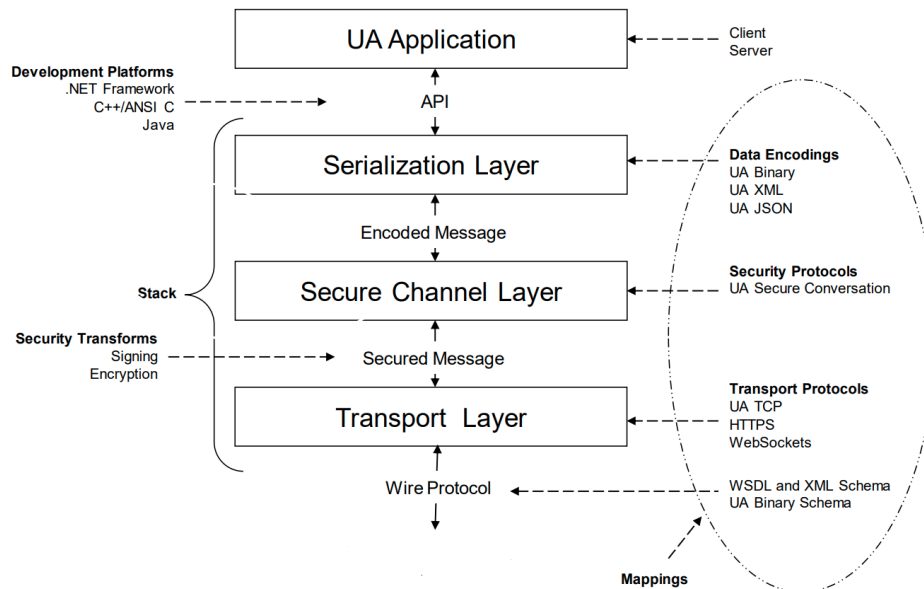 UA Application
Client
Server
Development Platforms
.NET Framework
C++/ANSI C
Java
API
Serialization Layer
Data Encodings
UA Binary
UA XML
UA JSON
Encoded Message
Stack
Secure Channel Layer
Security Protocols
UA Secure Conversation
Security Transforms
Signing
Encryption
Secured Message
Transport Layer
Transport Protocols
UA TCP
HTTPS
WebSockets
Wire Protocol
WSDL and XML Schema
UA Binary Schema
Mappings